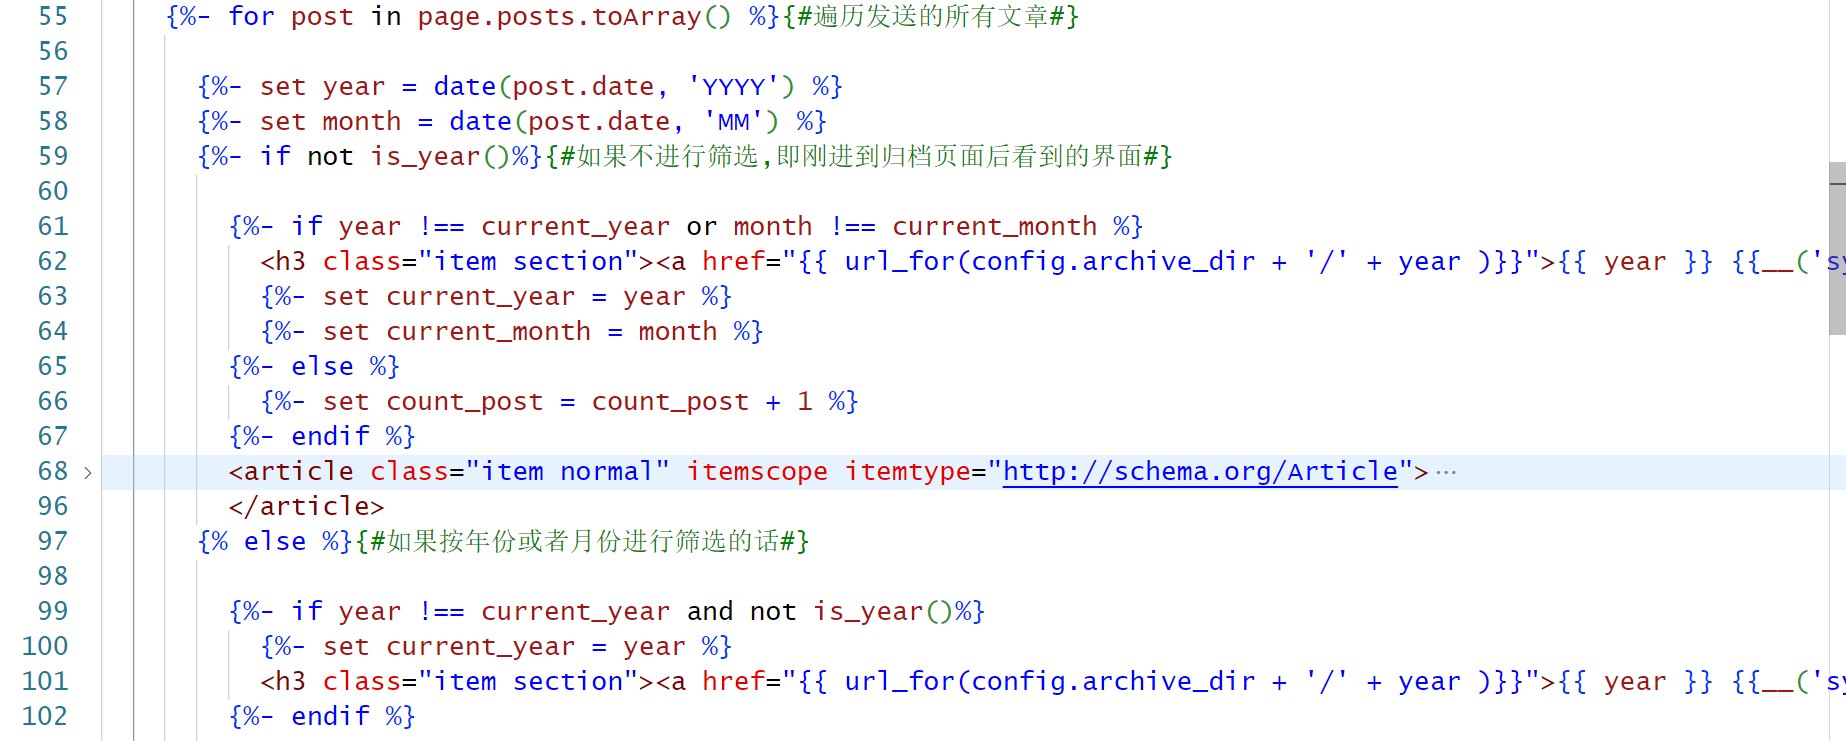 55 {%- for post in page.posts.toArray() %}{#遍历发送的所有文章#}
56
57 {%- set year = date(post.date, 'YYYY') %}
58 {%- set month = date(post.date, 'MM') %}
59 {%- if not is_year()%}{#如果不进行筛选,即刚进到归档页面后看到的界面#}
60
61 {%- if year !== current_year or month !== current_month %}
62 <h3 class="item section"><a href="{{ url_for(config.archive_dir + '/' + year )}}">{{ year }} {{__('sy
63 {%- set current_year = year %}
64 {%- set current_month = month %}
65 {%- else %}
66 {%- set count_post = count_post + 1 %}
67 {%- endif %}
68 <article class="item normal" itemscope itemtype="http://schema.org/Article">···
96 </article>
97 {% else %}{#如果按年份或者月份进行筛选的话#}
98
99 {%- if year !== current_year and not is_year()%}
100 {%- set current_year = year %}
101 <h3 class="item section"><a href="{{ url_for(config.archive_dir + '/' + year )}}">{{ year }} {{__('sy
102 {%- endif %}